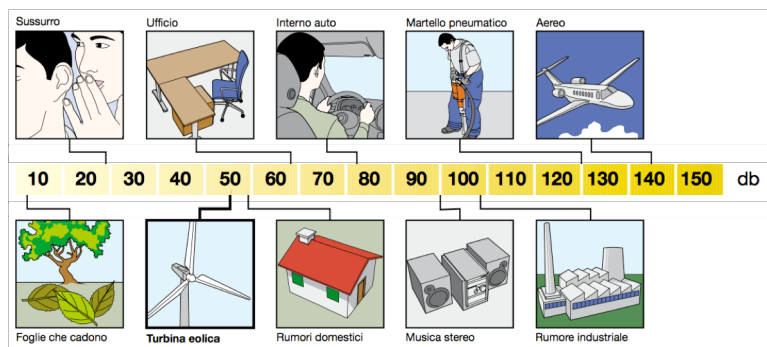 Sussurro
Ufficio
Interno auto
Martello pneumatico
Aereo
10 20 30 40 50 60 70 80 90 100 110 120 130 140 150 db
Foglie che cadono
Turbina eolica
Rumori domestici
Musica stereo
Rumore industriale